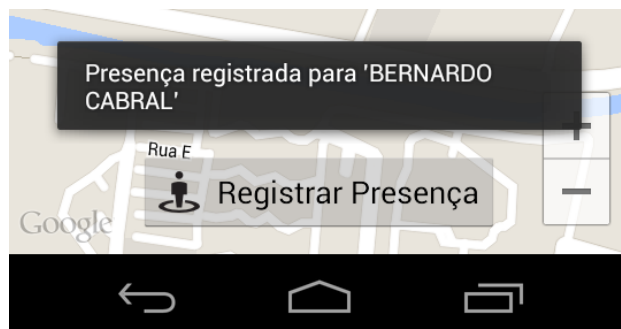 Presença registrada para 'BERNARDO
CABRAL'
Rua E
Registrar Presença
Google
+
−